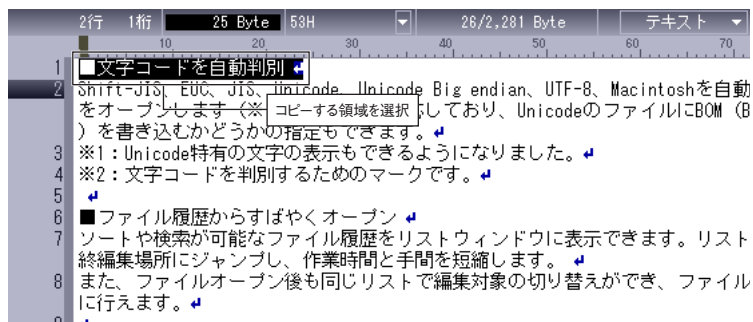 2行 1桁 25 Byte 53H 26/2,281 Byte テキスト
10 20 30 40 50 60 70
1 □文字コードを自動判別
2 Shift-JIS、EUC、JIS、Unicode、Unicode Big endian、UTF-8、Macintoshを自動
をオープンします（※ コピーする領域を選択 しており、UnicodeのファイルにBOM（B
）を書き込むかどうかの指定もできます。
3 ※1：Unicode特有の文字の表示もできるようになりました。
4 ※2：文字コードを判別するためのマークです。
5
6 ■ファイル履歴からすばやくオープン
7 ソートや検索が可能なファイル履歴をリストウィンドウに表示できます。リスト
終編集場所にジャンプし、作業時間と手間を短縮します。
8 また、ファイルオープン後も同じリストで編集対象の切り替えができ、ファイル
に行えます。